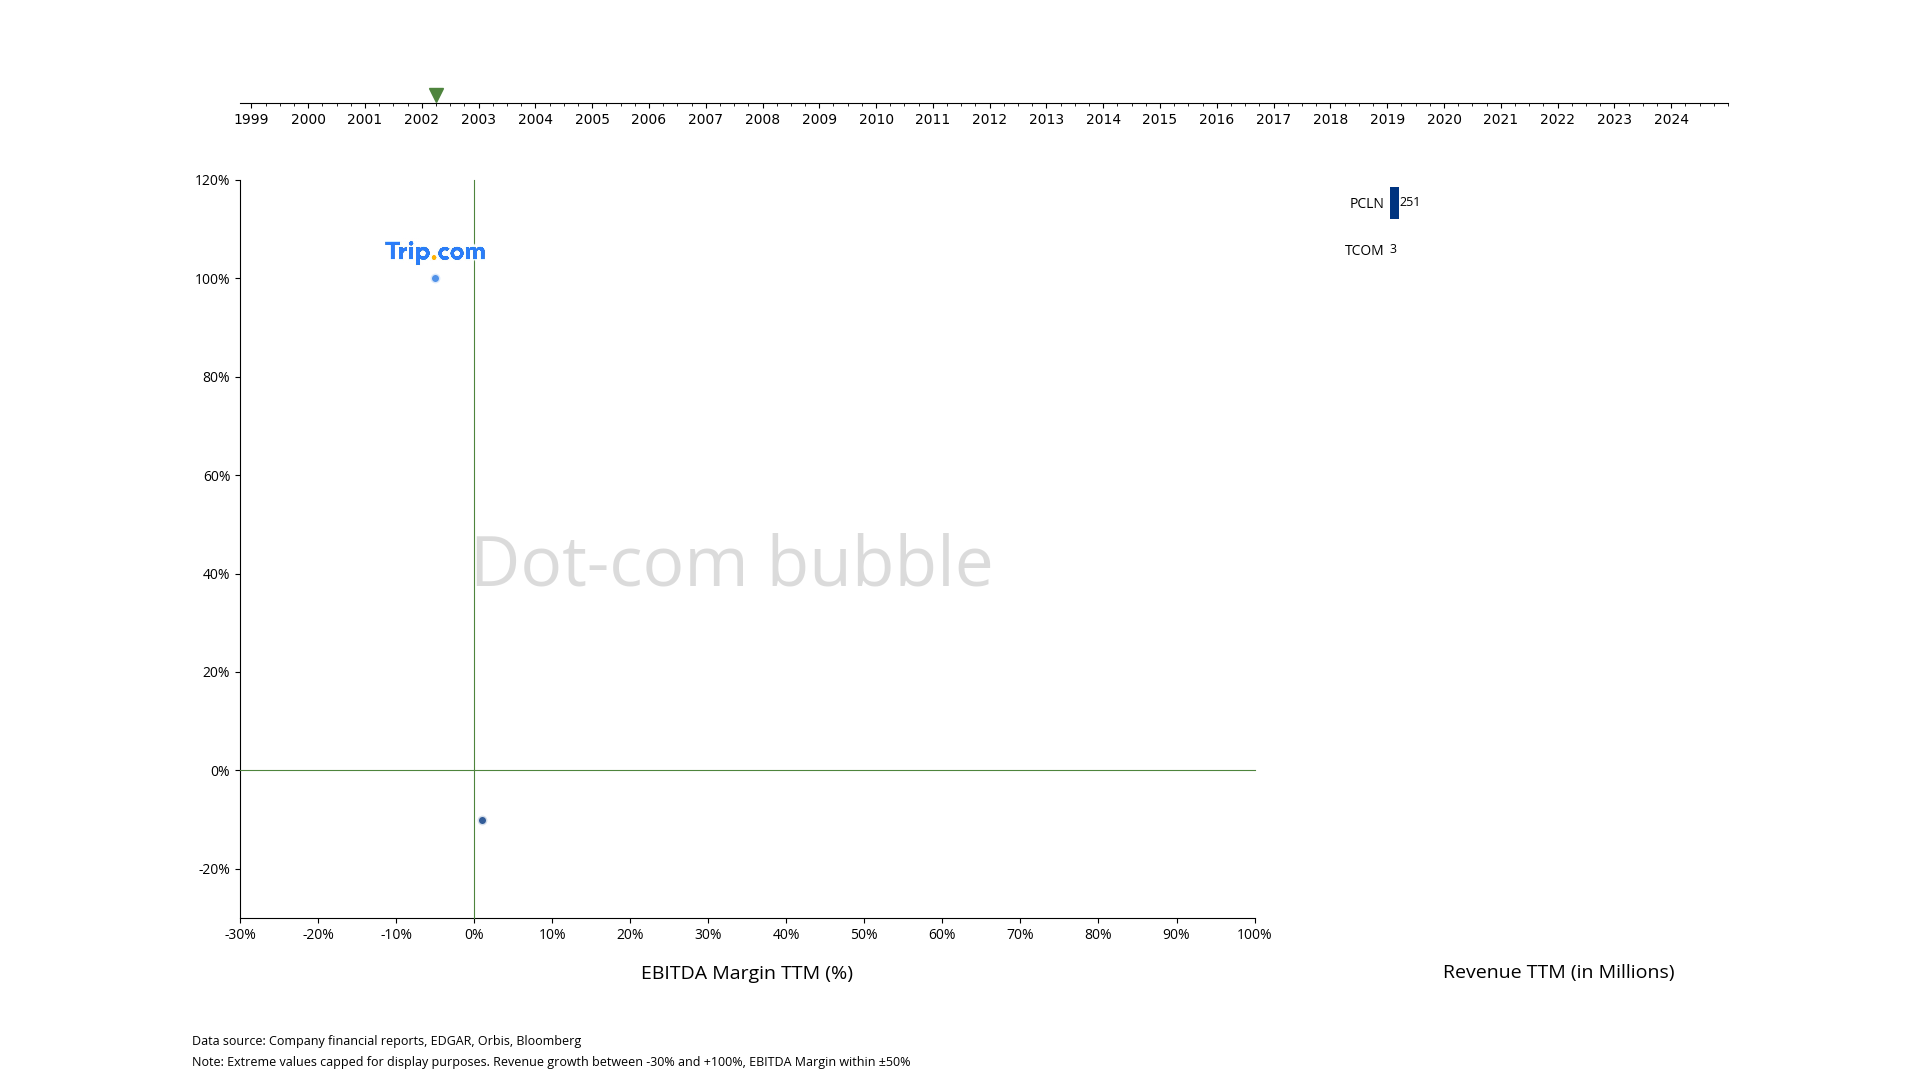 1999 2000 2001 2002 2003 2004 2005 2006 2007 2008 2009 2010 2011 2012 2013 2014 2015 2016 2017 2018 2019 2020 2021 2022 2023 2024
120%
PCLN 251
Trip.com
TCOM 3
100%
80%
60%
Dot-com bubble
40%
20%
0%
-20%
-30% -20% -10% 0% 10% 20% 30% 40% 50% 60% 70% 80% 90% 100%
EBITDA Margin TTM (%)
Revenue TTM (in Millions)
Data source: Company financial reports, EDGAR, Orbis, Bloomberg
Note: Extreme values capped for display purposes. Revenue growth between -30% and +100%, EBITDA Margin within ±50%